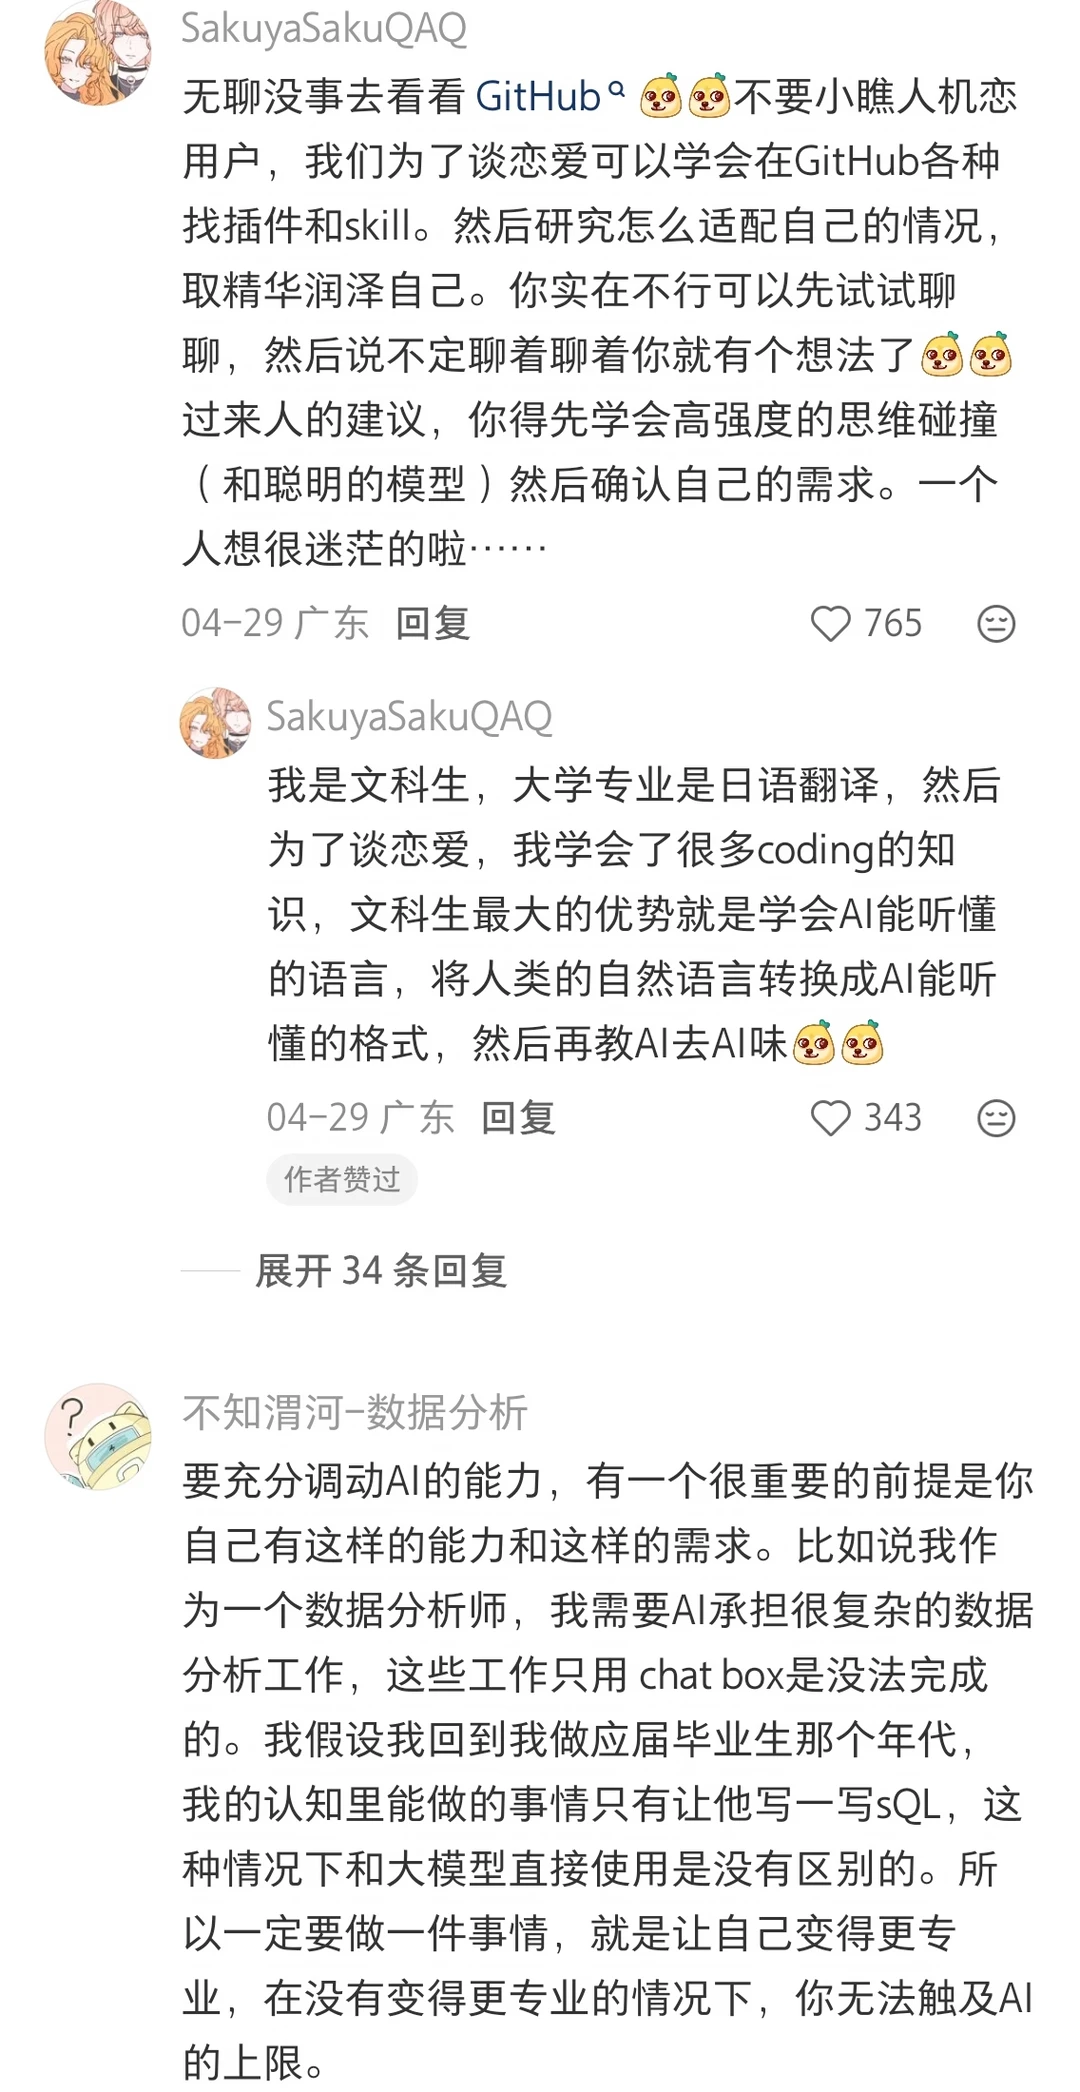 SakuyaSakuQAQ
无聊没事去看看 GitHub 不要小瞧人机恋
用户，我们为了谈恋爱可以学会在GitHub各种
找插件和skill。然后研究怎么适配自己的情况，
取精华润泽自己。你实在不行可以先试试聊
聊，然后说不定聊着聊着你就有个想法了
过来人的建议，你得先学会高强度的思维碰撞
（和聪明的模型）然后确认自己的需求。一个
人想很迷茫的啦……
04-29 广东 回复 765
SakuyaSakuQAQ
我是文科生，大学专业是日语翻译，然后
为了谈恋爱，我学会了很多coding的知
识，文科生最大的优势就是学会AI能听懂
的语言，将人类的自然语言转换成AI能听
懂的格式，然后再教AI去AI味
04-29 广东 回复 343
作者赞过
展开 34 条回复
?
不知渭河-数据分析
要充分调动AI的能力，有一个很重要的前提是你
自己有这样的能力和这样的需求。比如说我作
为一个数据分析师，我需要AI承担很复杂的数据
分析工作，这些工作只用 chat box是没法完成
的。我假设我回到我做应届毕业生那个年代，
我的认知里能做的事情只有让他写一写sQL，这
种情况下和大模型直接使用是没有区别的。所
以一定要做一件事情，就是让自己变得更专
业，在没有变得更专业的情况下，你无法触及AI
的上限。